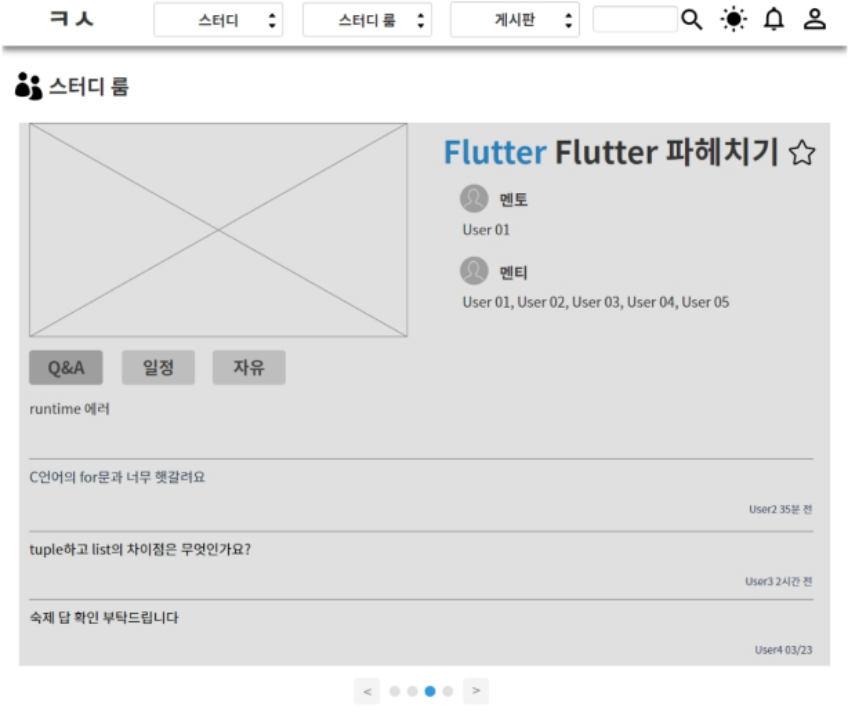 ㅋㅅ
스터디
스터디 룸
게시판
스터디 룸
Flutter Flutter 파헤치기
멘토
User 01
멘티
User 01, User 02, User 03, User 04, User 05
Q&A
일정
자유
runtime 에러
C언어의 for문과 너무 햇갈려요
User2 35분 전
tuple하고 list의 차이점은 무엇인가요?
User3 2시간 전
숙제 답 확인 부탁드립니다
User4 03/23
< >